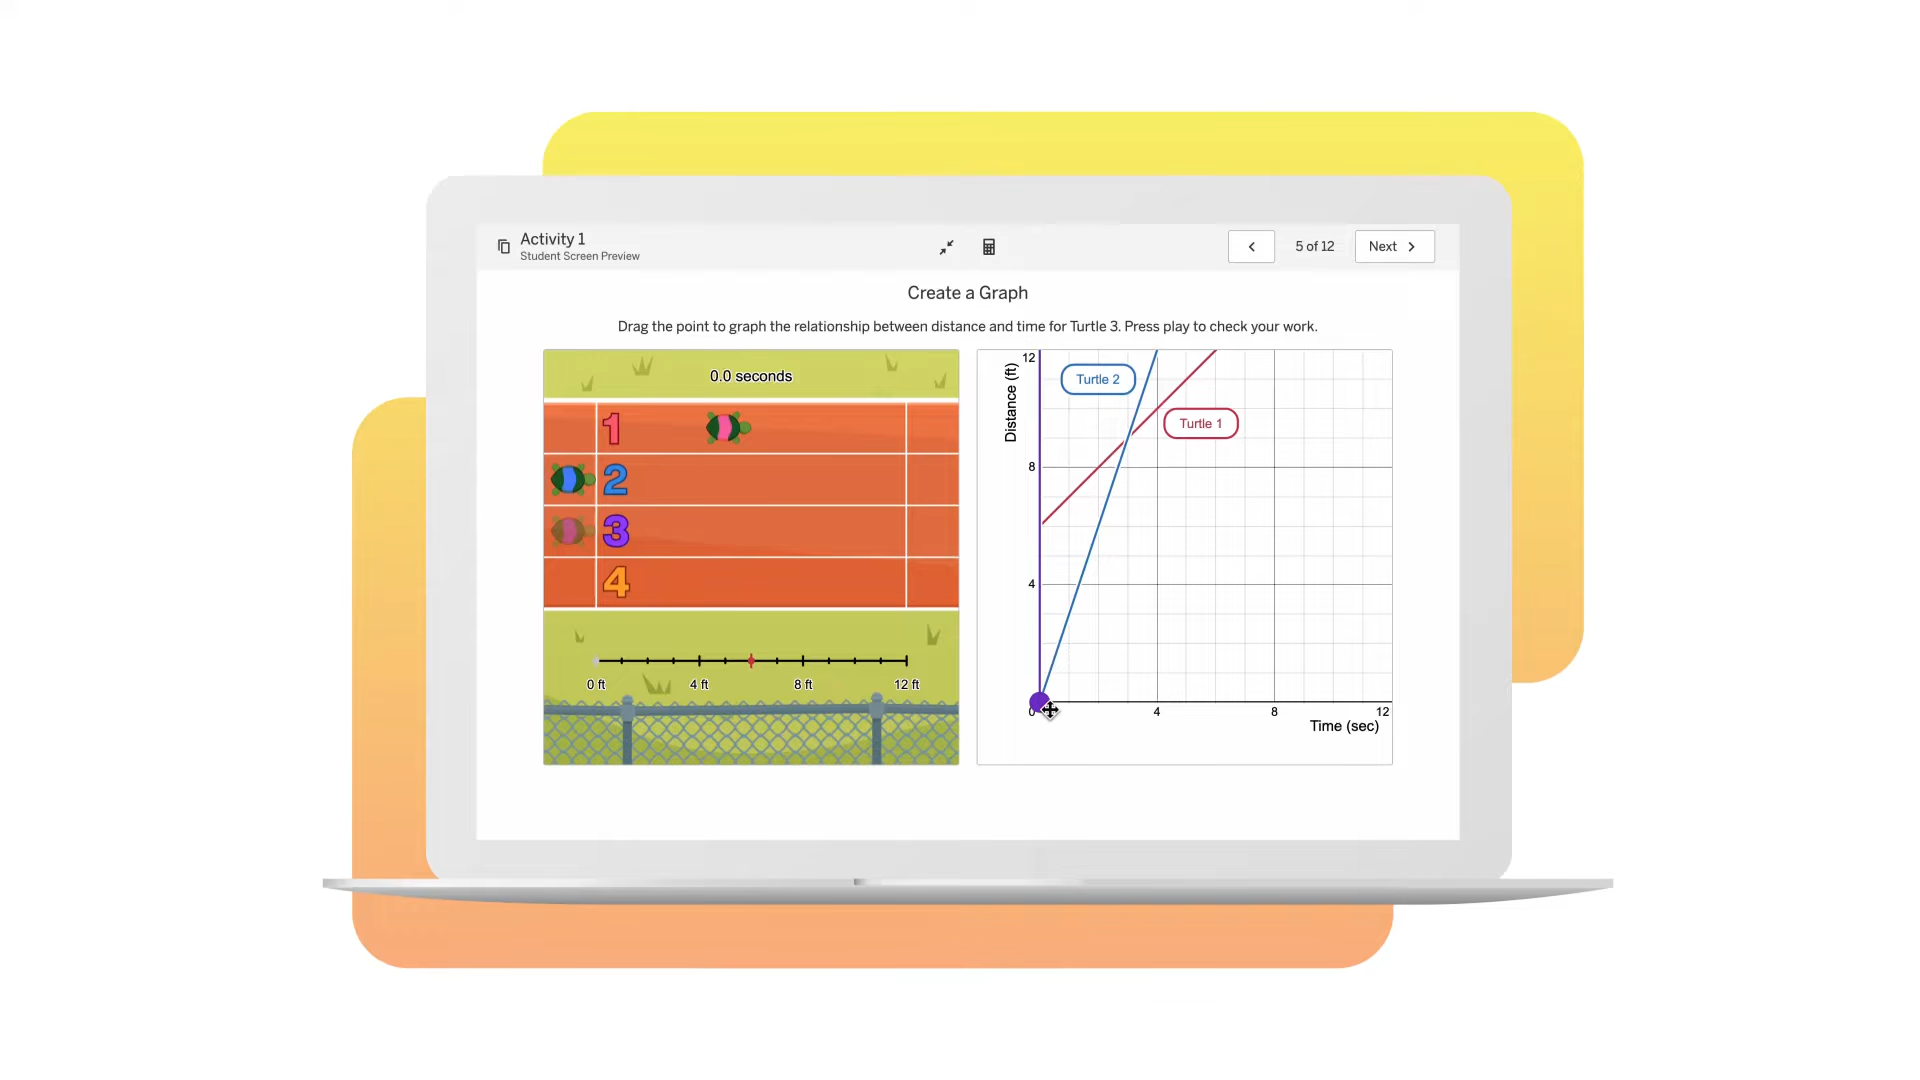 Activity 1
Student Screen Preview
5 of 12
Next
Create a Graph
Drag the point to graph the relationship between distance and time for Turtle 3. Press play to check your work.
0.0 seconds
1
2
3
4
0 ft
4 ft
8 ft
12 ft
Distance (ft)
12
8
4
0
4
8
12
Time (sec)
Turtle 2
Turtle 1